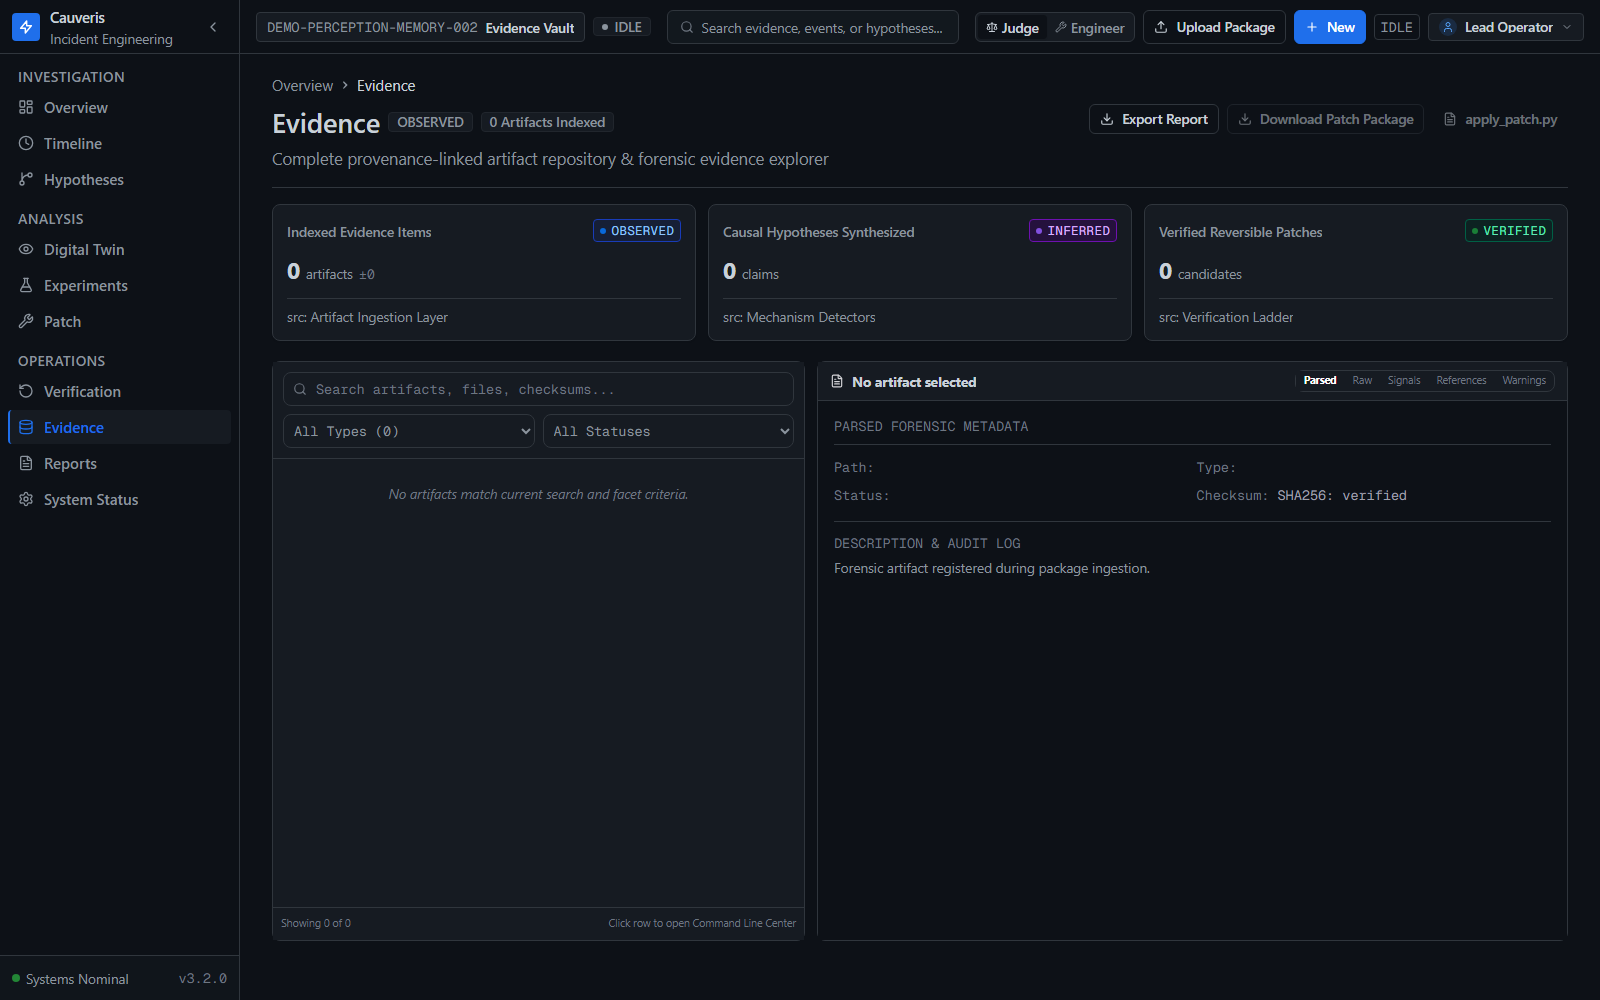 Cauveris
Incident Engineering
DEMO-PERCEPTION-MEMORY-002 Evidence Vault
IDLE
Search evidence, events, or hypotheses...
Judge
Engineer
Upload Package
New
IDLE
Lead Operator
INVESTIGATION
Overview
Timeline
Hypotheses
ANALYSIS
Digital Twin
Experiments
Patch
OPERATIONS
Verification
Evidence
Reports
System Status
Systems Nominal v3.2.0
Overview > Evidence
Evidence OBSERVED 0 Artifacts Indexed
Complete provenance-linked artifact repository & forensic evidence explorer
Export Report
Download Patch Package
apply_patch.py
Indexed Evidence Items OBSERVED
0 artifacts ±0
src: Artifact Ingestion Layer
Causal Hypotheses Synthesized INFERRED
0 claims
src: Mechanism Detectors
Verified Reversible Patches VERIFIED
0 candidates
src: Verification Ladder
Search artifacts, files, checksums...
All Types (0) All Statuses
No artifacts match current search and facet criteria.
Showing 0 of 0 Click row to open Command Line Center
No artifact selected
Parsed Raw Signals References Warnings
PARSED FORENSIC METADATA
Path: Type:
Status: Checksum: SHA256: verified
DESCRIPTION & AUDIT LOG
Forensic artifact registered during package ingestion.